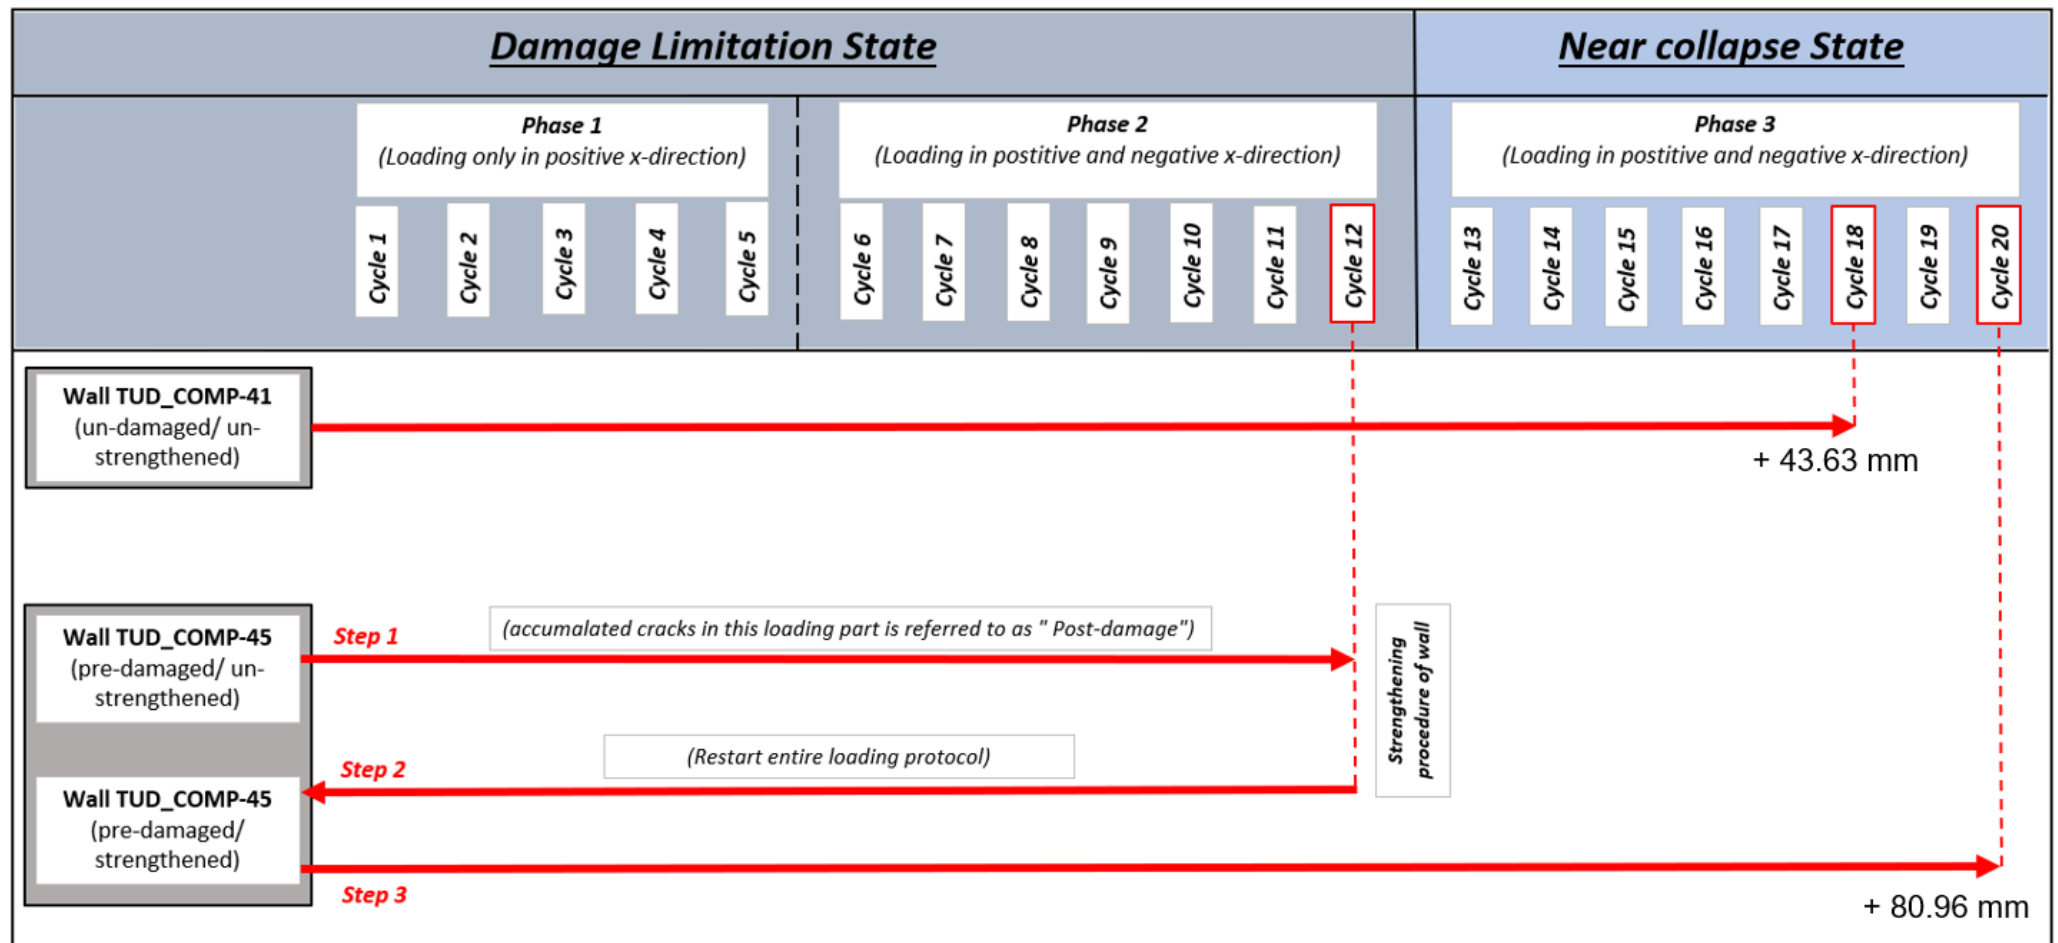 Damage Limitation State
Near collapse State
Phase 1
(Loading only in positive x-direction)
Phase 2
(Loading in postitive and negative x-direction)
Phase 3
(Loading in postitive and negative x-direction)
Cycle 1
Cycle 2
Cycle 3
Cycle 4
Cycle 5
Cycle 6
Cycle 7
Cycle 8
Cycle 9
Cycle 10
Cycle 11
Cycle 12
Cycle 13
Cycle 14
Cycle 15
Cycle 16
Cycle 17
Cycle 18
Cycle 19
Cycle 20
Wall TUD_COMP-41
(un-damaged/ un-
strengthened)
+ 43.63 mm
Wall TUD_COMP-45
(pre-damaged/ un-
strengthened)
Step 1
(accumalated cracks in this loading part is referred to as " Post-damage")
Strengthening
procedure of wall
Step 2
(Restart entire loading protocol)
Wall TUD_COMP-45
(pre-damaged/
strengthened)
Step 3
+ 80.96 mm